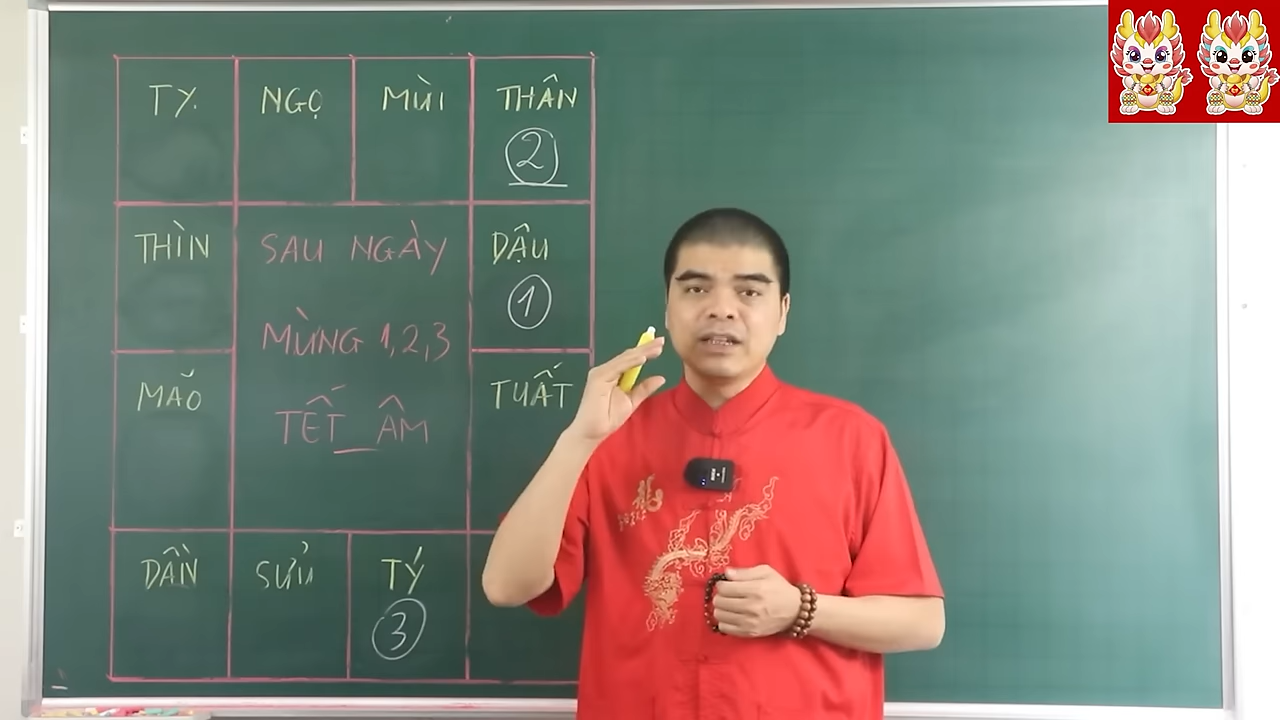 TỴ
NGỌ
MÙI
THÂN
2
THÌN
SAU NGÀY
MÙNG 1,2,3
TẾT ÂM
DẬU
1
MÃO
TUẤT
DẦN
SỬU
TÝ
3